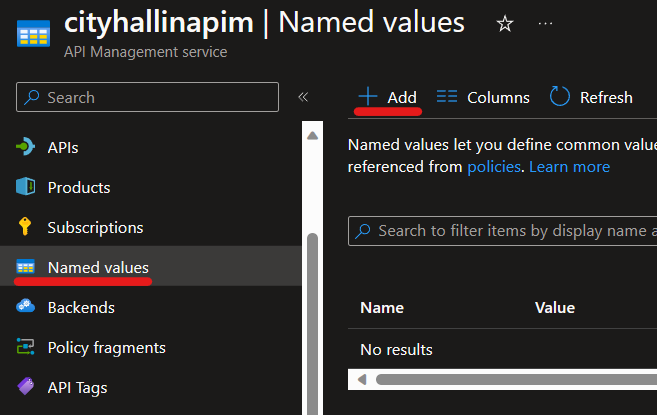 cityhallinapim | Named values
API Management service
Search
Add
Columns
Refresh
APIs
Products
Subscriptions
Named values
Backends
Policy fragments
API Tags
Named values let you define common value
referenced from policies. Learn more
Search to filter items by display name a
Name
Value
No results